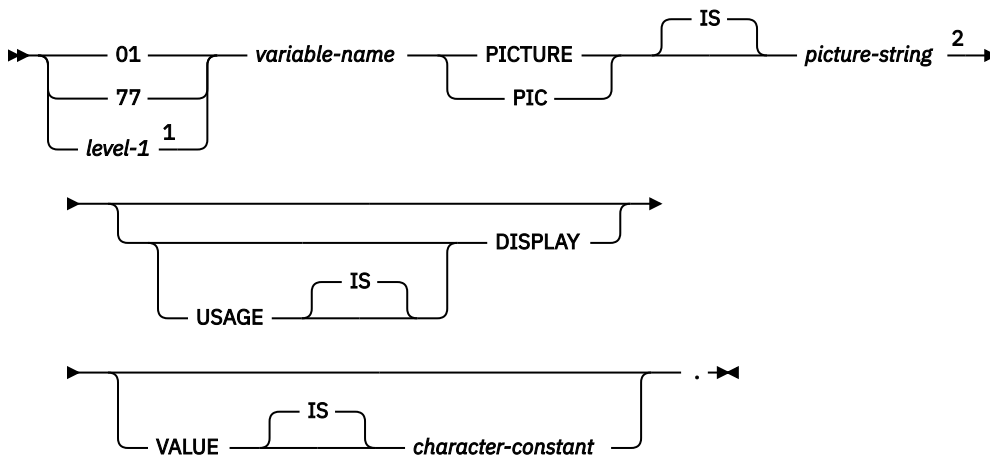 IS
01 variable-name PICTURE picture-string 2
77 PIC
level-1 1
DISPLAY
IS
USAGE
.
IS
VALUE character-constant